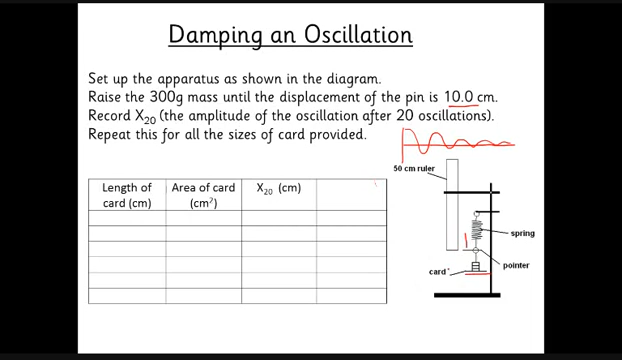 Damping an Oscillation
Set up the apparatus as shown in the diagram.
Raise the 300g mass until the displacement of the pin is 10.0 cm.
Record X20 (the amplitude of the oscillation after 20 oscillations).
Repeat this for all the sizes of card provided.
50 cm ruler
Length of card (cm)
Area of card (cm²)
X20 (cm)
spring
pointer
card